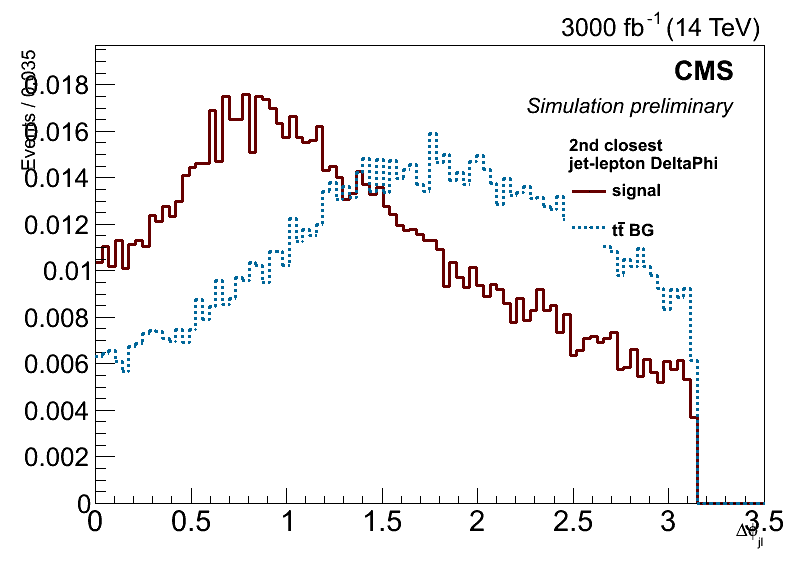 3000 fb⁻¹ (14 TeV)
CMS
Simulation preliminary
2nd closest
jet-lepton DeltaPhi
signal
tt̄ BG
Events / 0.035
0.018
0.016
0.014
0.012
0.01
0.008
0.006
0.004
0.002
0
0 0.5 1 1.5 2 2.5 3 3.5
Δϕjl